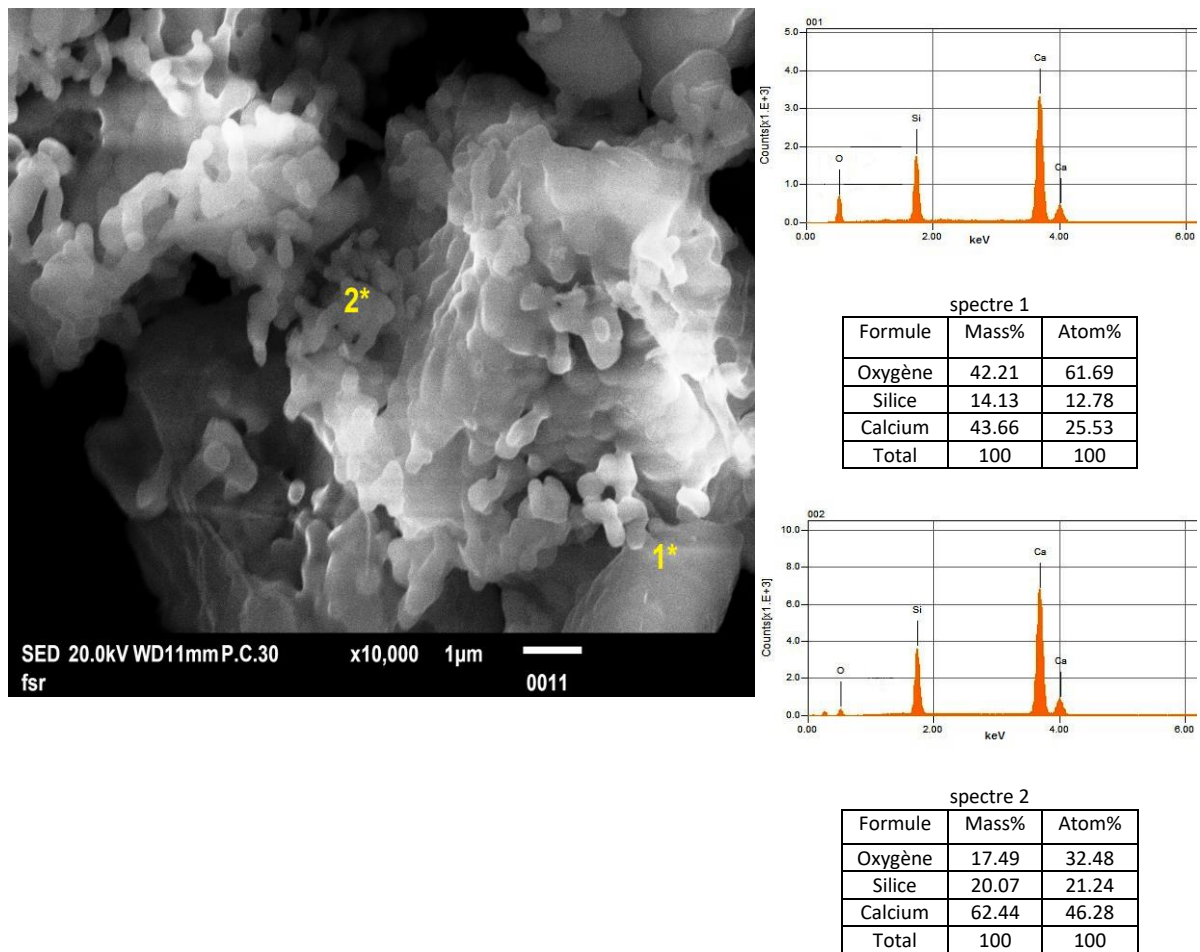 2*
1*
SED 20.0kV WD11mm P.C.30 x10,000 1µm
fsr 0011
001
5.0
4.0
3.0
2.0
1.0
0.0
Counts[x1.E+3]
O
Si
Ca
Ca
0.00 2.00 4.00 6.00
keV
spectre 1
Formule Mass% Atom%
Oxygène 42.21 61.69
Silice 14.13 12.78
Calcium 43.66 25.53
Total 100 100
002
10.0
8.0
6.0
4.0
2.0
0.0
Counts[x1.E+3]
O
Si
Ca
Ca
0.00 2.00 4.00 6.00
keV
spectre 2
Formule Mass% Atom%
Oxygène 17.49 32.48
Silice 20.07 21.24
Calcium 62.44 46.28
Total 100 100